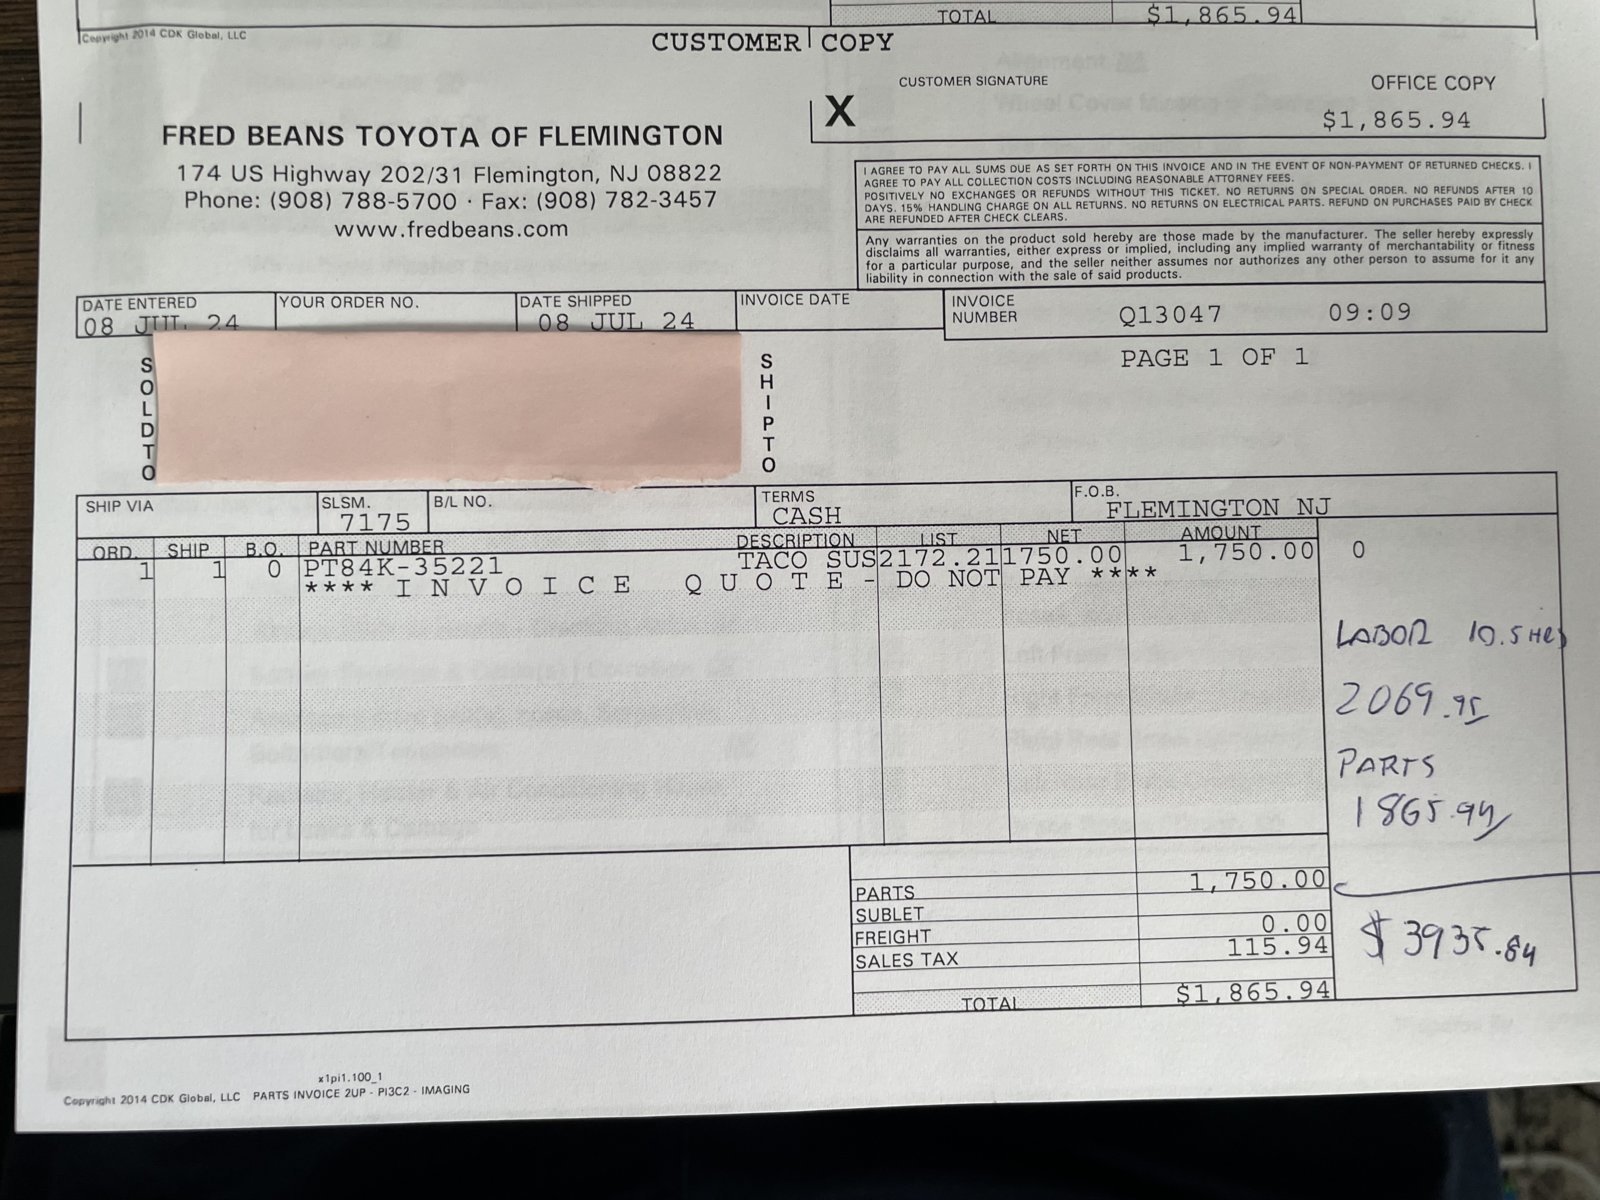 TOTAL $1,865.94
Copyright 2014 CDK Global, LLC
CUSTOMER COPY
CUSTOMER SIGNATURE
OFFICE COPY
X
$1,865.94
FRED BEANS TOYOTA OF FLEMINGTON
174 US Highway 202/31 Flemington, NJ 08822
Phone: (908) 788-5700 · Fax: (908) 782-3457
www.fredbeans.com
I AGREE TO PAY ALL SUMS DUE AS SET FORTH ON THIS INVOICE AND IN THE EVENT OF NON-PAYMENT OF RETURNED CHECKS. I
AGREE TO PAY ALL COLLECTION COSTS INCLUDING REASONABLE ATTORNEY FEES.
POSITIVELY NO EXCHANGES OR REFUNDS WITHOUT THIS TICKET. NO RETURNS ON SPECIAL ORDER. NO REFUNDS AFTER 10
DAYS. 15% HANDLING CHARGE ON ALL RETURNS. NO RETURNS ON ELECTRICAL PARTS. REFUND ON PURCHASES PAID BY CHECK
ARE REFUNDED AFTER CHECK CLEARS.
Any warranties on the product sold hereby are those made by the manufacturer. The seller hereby expressly
disclaims all warranties, either express or implied, including any implied warranty of merchantability or fitness
for a particular purpose, and the seller neither assumes nor authorizes any other person to assume for it any
liability in connection with the sale of said products.
DATE ENTERED YOUR ORDER NO. DATE SHIPPED INVOICE DATE INVOICE NUMBER
08 JUL 24 08 JUL 24 Q13047 09:09
PAGE 1 OF 1
SOLD TO
SHIP TO
SHIP VIA SLSM. B/L NO. TERMS F.O.B.
7175 CASH FLEMINGTON NJ
ORD. SHIP B.O. PART NUMBER DESCRIPTION LIST NET AMOUNT
1 1 0 PT84K-35221 TACO SUS 2172.21 1750.00 1,750.00 0
**** I N V O I C E Q U O T E - DO NOT PAY ****
LABOR 10.5 HRS
2069.95
PARTS
1865.94
PARTS 1,750.00
SUBLET
FREIGHT 0.00
SALES TAX 115.94
$3935.84
TOTAL $1,865.94
x1pi1.100_1
Copyright 2014 CDK Global, LLC PARTS INVOICE 2UP - PI3C2 - IMAGING